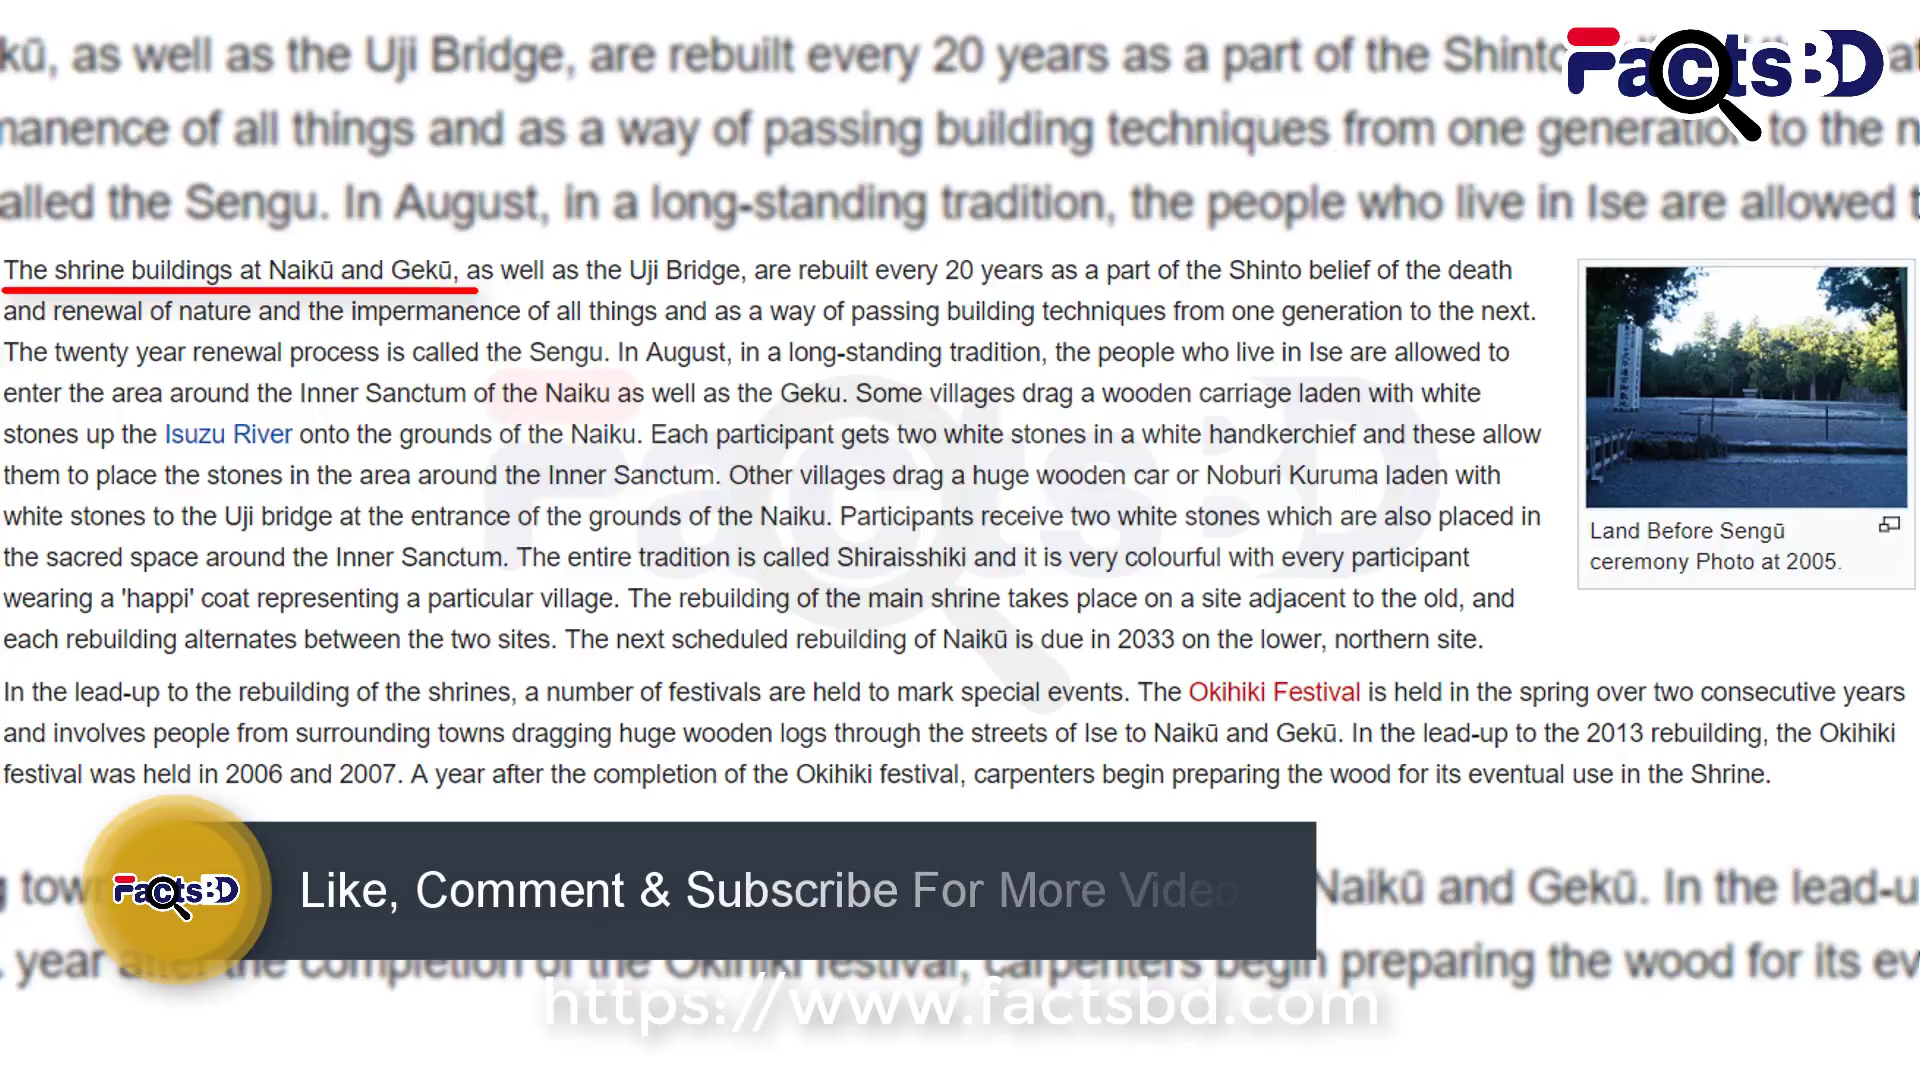 kū, as well as the Uji Bridge, are rebuilt every 20 years as a part of the Shinto
FactsBD
manence of all things and as a way of passing building techniques from one generation to the n
alled the Sengu. In August, in a long-standing tradition, the people who live in Ise are allowed t
The shrine buildings at Naikū and Gekū, as well as the Uji Bridge, are rebuilt every 20 years as a part of the Shinto belief of the death
and renewal of nature and the impermanence of all things and as a way of passing building techniques from one generation to the next.
The twenty year renewal process is called the Sengu. In August, in a long-standing tradition, the people who live in Ise are allowed to
enter the area around the Inner Sanctum of the Naiku as well as the Geku. Some villages drag a wooden carriage laden with white
stones up the Isuzu River onto the grounds of the Naiku. Each participant gets two white stones in a white handkerchief and these allow
them to place the stones in the area around the Inner Sanctum. Other villages drag a huge wooden car or Noburi Kuruma laden with
white stones to the Uji bridge at the entrance of the grounds of the Naiku. Participants receive two white stones which are also placed in
the sacred space around the Inner Sanctum. The entire tradition is called Shiraisshiki and it is very colourful with every participant
wearing a 'happi' coat representing a particular village. The rebuilding of the main shrine takes place on a site adjacent to the old, and
each rebuilding alternates between the two sites. The next scheduled rebuilding of Naikū is due in 2033 on the lower, northern site.
Land Before Sengū
ceremony Photo at 2005.
FactsBD
In the lead-up to the rebuilding of the shrines, a number of festivals are held to mark special events. The Okihiki Festival is held in the spring over two consecutive years
and involves people from surrounding towns dragging huge wooden logs through the streets of Ise to Naikū and Gekū. In the lead-up to the 2013 rebuilding, the Okihiki
festival was held in 2006 and 2007. A year after the completion of the Okihiki festival, carpenters begin preparing the wood for its eventual use in the Shrine.
FactsBD
Like, Comment & Subscribe For More Video
Naikū and Gekū. In the lead-u
year after the completion of the Okihiki festival, carpenters begin preparing the wood for its ev
https://www.factsbd.com